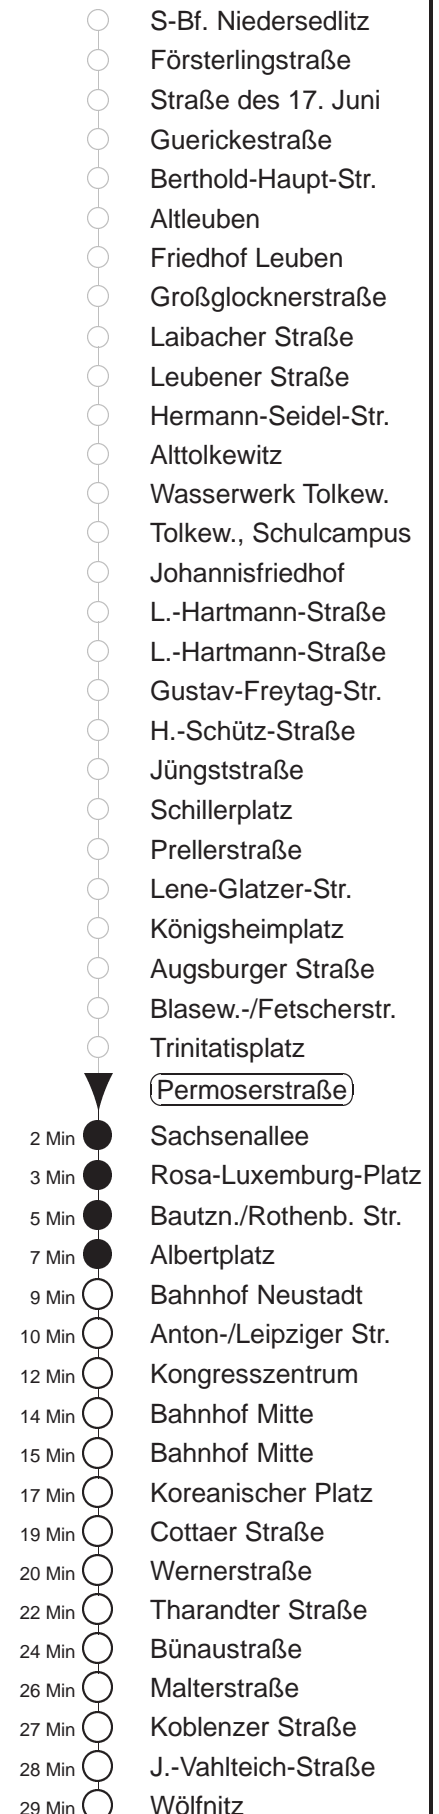 S-Bf. Niedersedlitz
Försterlingstraße
Straße des 17. Juni
Guerickestraße
Berthold-Haupt-Str.
Altleuben
Friedhof Leuben
Großglocknerstraße
Laibacher Straße
Leubener Straße
Hermann-Seidel-Str.
Alttolkewitz
Wasserwerk Tolkew.
Tolkew., Schulcampus
Johannisfriedhof
L.-Hartmann-Straße
L.-Hartmann-Straße
Gustav-Freytag-Str.
H.-Schütz-Straße
Jüngststraße
Schillerplatz
Prellerstraße
Lene-Glatzer-Str.
Königsheimplatz
Augsburger Straße
Blasew.-/Fetscherstr.
Trinitatisplatz
Permoserstraße
2 Min Sachsenallee
3 Min Rosa-Luxemburg-Platz
5 Min Bautzn./Rothenb. Str.
7 Min Albertplatz
9 Min Bahnhof Neustadt
10 Min Anton-/Leipziger Str.
12 Min Kongresszentrum
14 Min Bahnhof Mitte
15 Min Bahnhof Mitte
17 Min Koreanischer Platz
19 Min Cottaer Straße
20 Min Wernerstraße
22 Min Tharandter Straße
24 Min Bünaustraße
26 Min Malterstraße
27 Min Koblenzer Straße
28 Min J.-Vahlteich-Straße
29 Min Wölfnitz